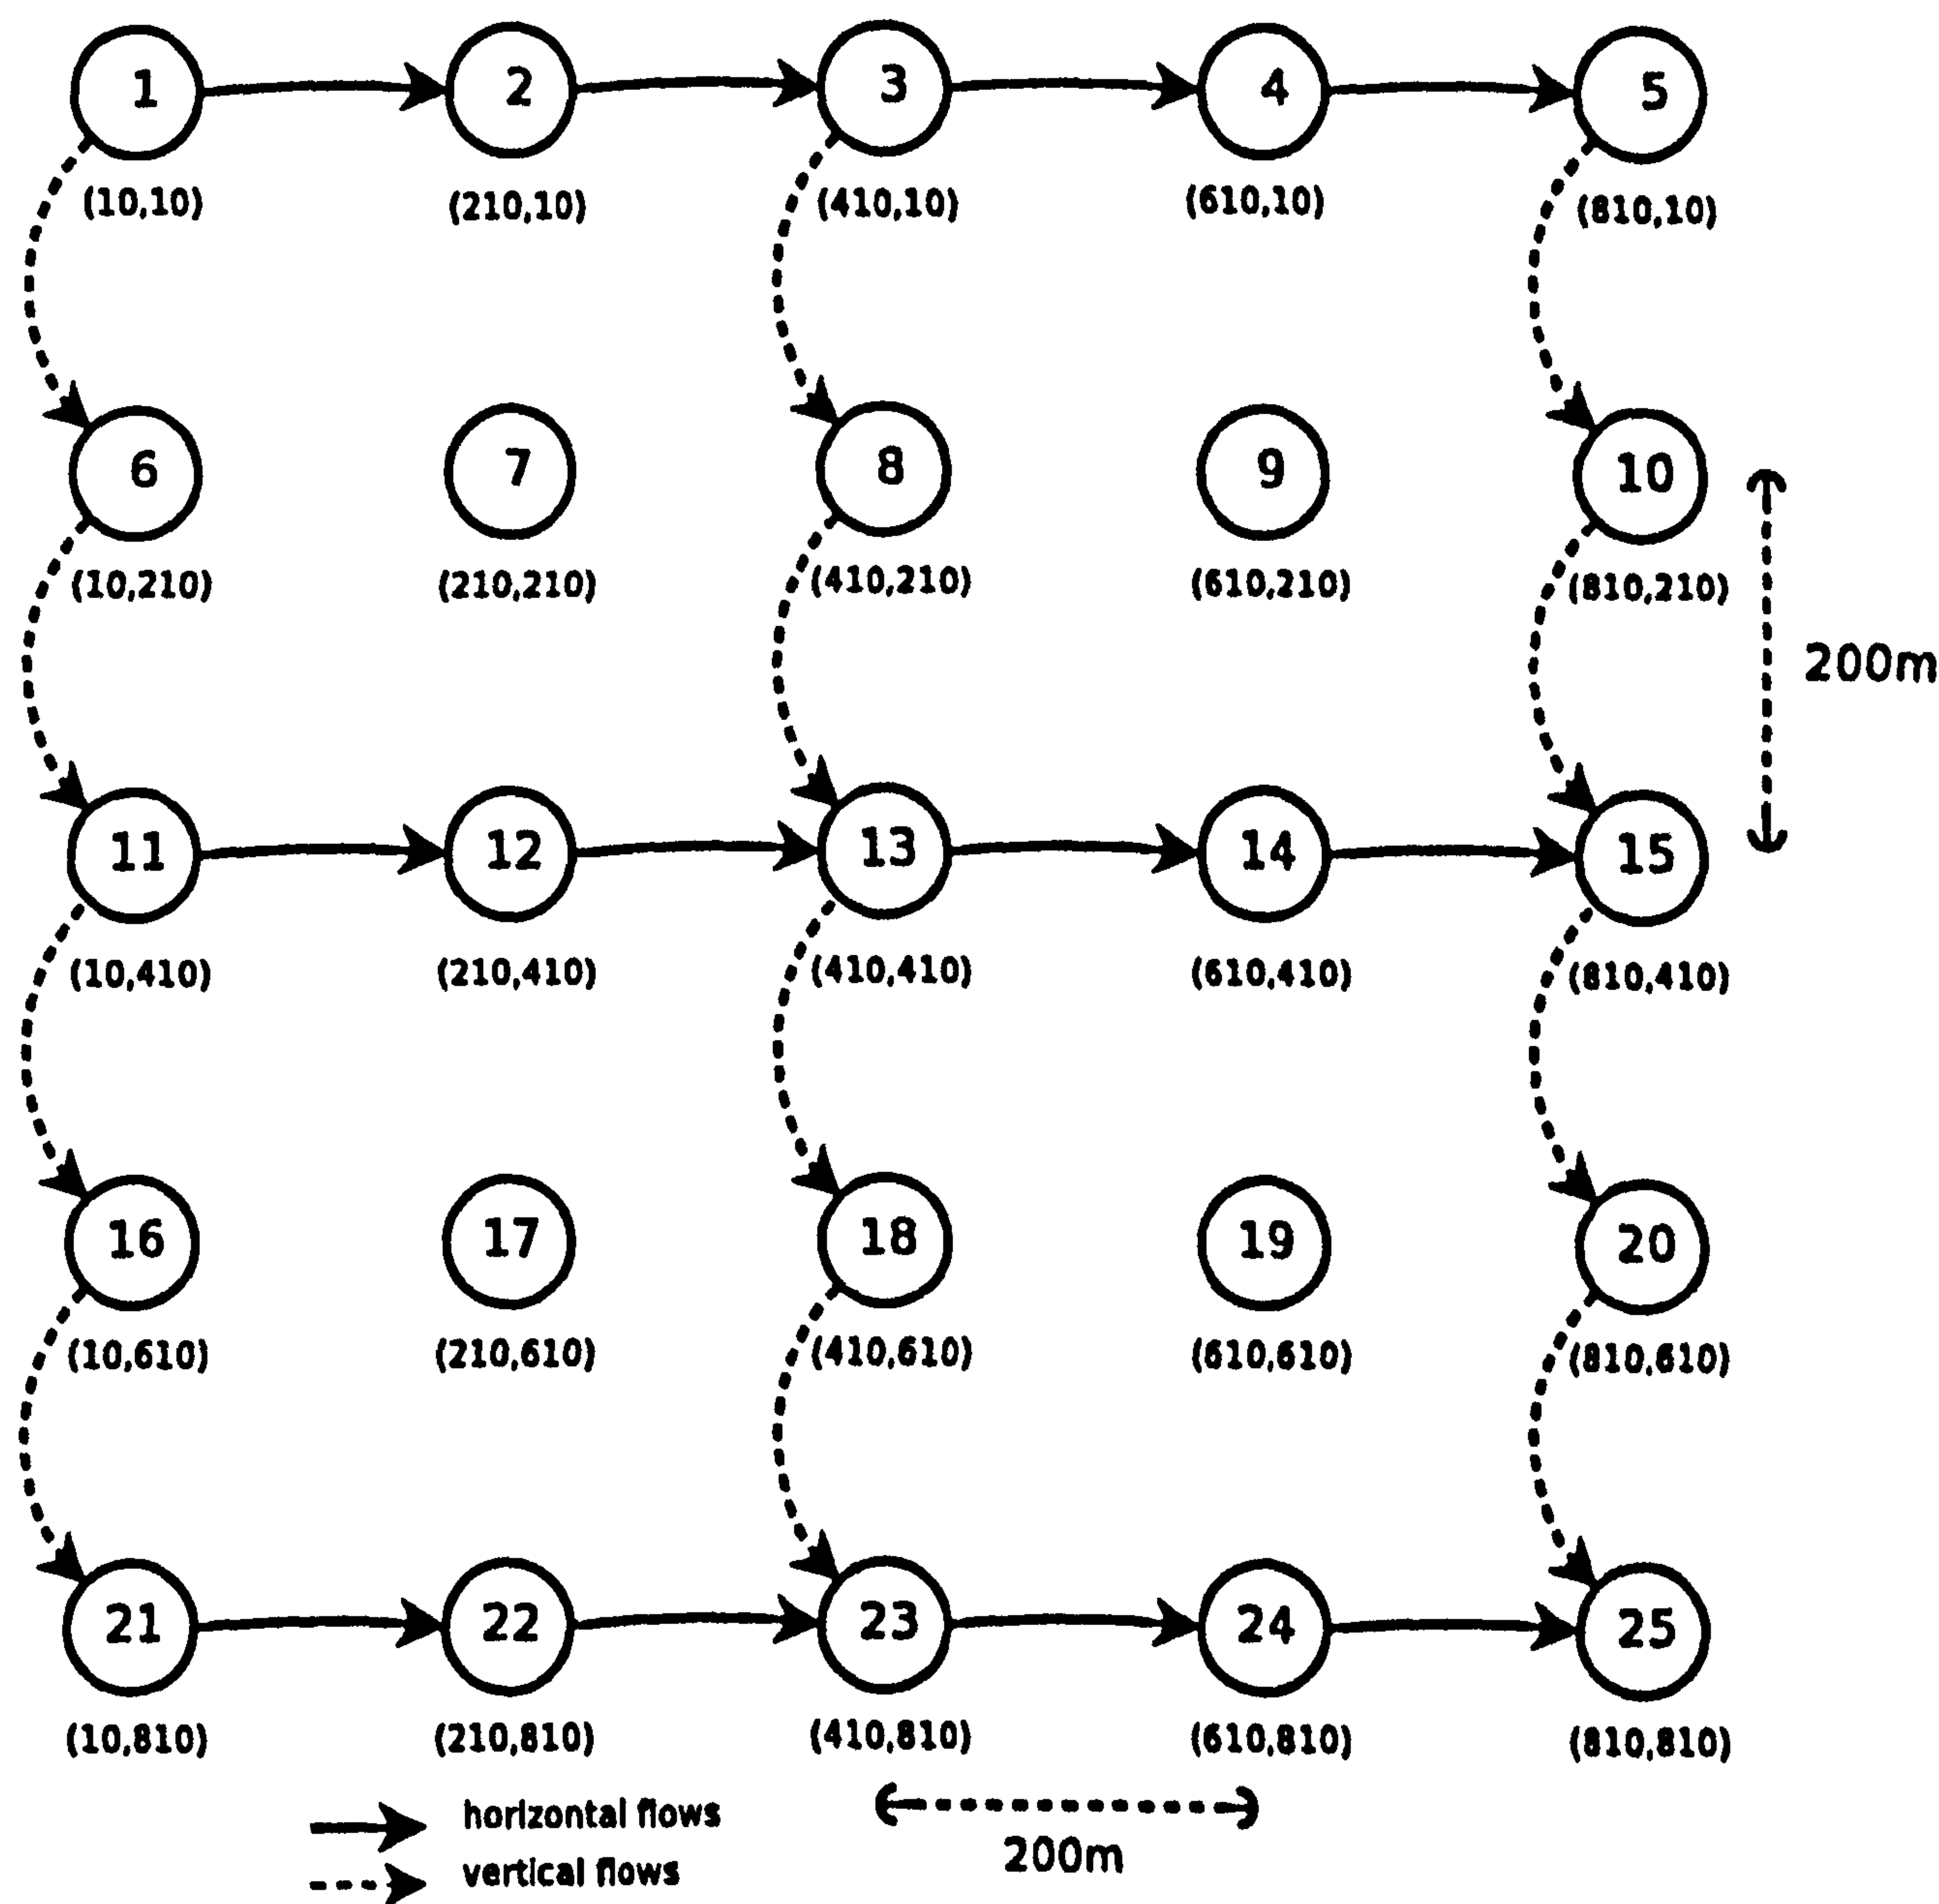 1 2 3 4 5
(10,10) (210,10) (410,10) (610,10) (810,10)
6 7 8 9 10
(10,210) (210,210) (410,210) (610,210) (810,210)
200m
11 12 13 14 15
(10,410) (210,410) (410,410) (610,410) (810,410)
16 17 18 19 20
(10,610) (210,610) (410,610) (610,610) (810,610)
21 22 23 24 25
(10,810) (210,810) (410,810) (610,810) (810,810)
horizontal flows
200m
vertical flows